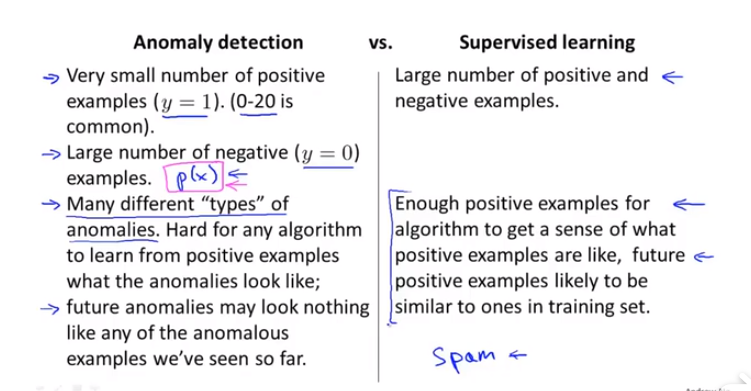 Anomaly detection vs. Supervised learning
Very small number of positive
examples (y = 1). (0-20 is
common).
Large number of negative (y = 0)
examples. p(x)
Many different “types” of
anomalies. Hard for any algorithm
to learn from positive examples
what the anomalies look like;
future anomalies may look nothing
like any of the anomalous
examples we’ve seen so far.
Large number of positive and
negative examples.
Enough positive examples for
algorithm to get a sense of what
positive examples are like, future
positive examples likely to be
similar to ones in training set.
Spam